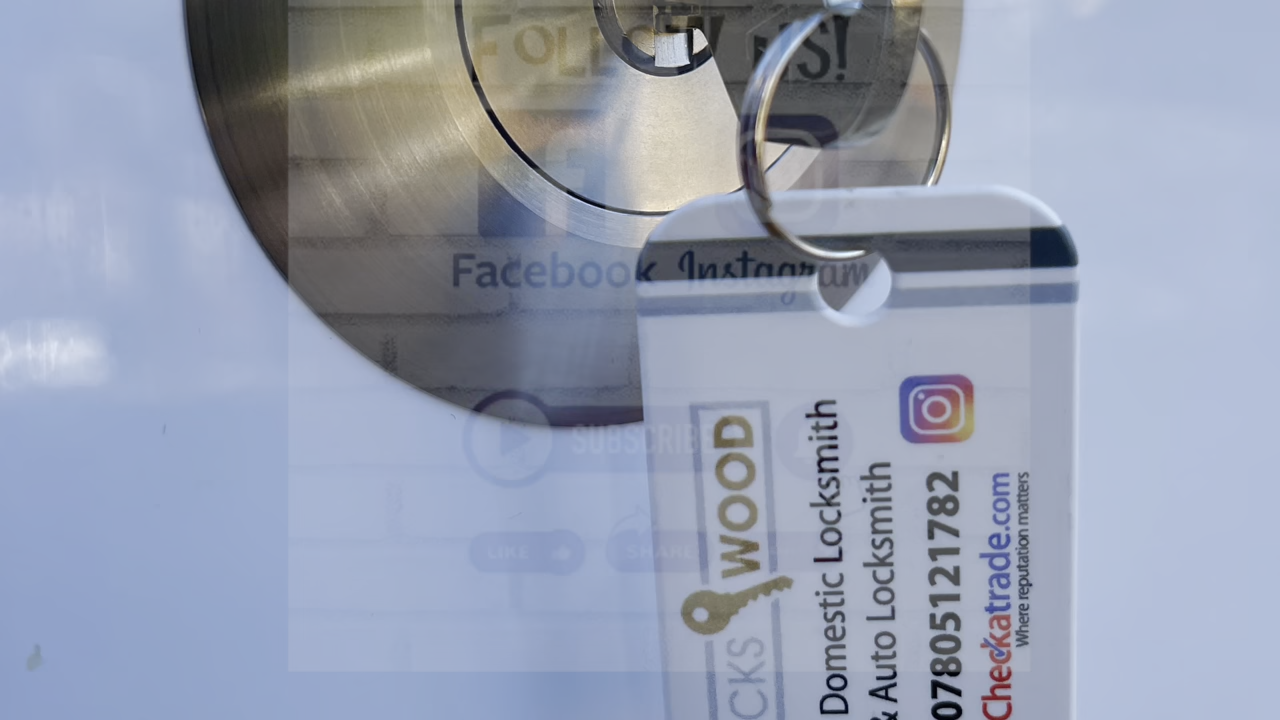 FOLLOW US!
Facebook Instagram
SUBSCRIBE
LIKE SHARE
WOOD
CKS
Domestic Locksmith
& Auto Locksmith
07805121782
Checkatrade.com
Where reputation matters